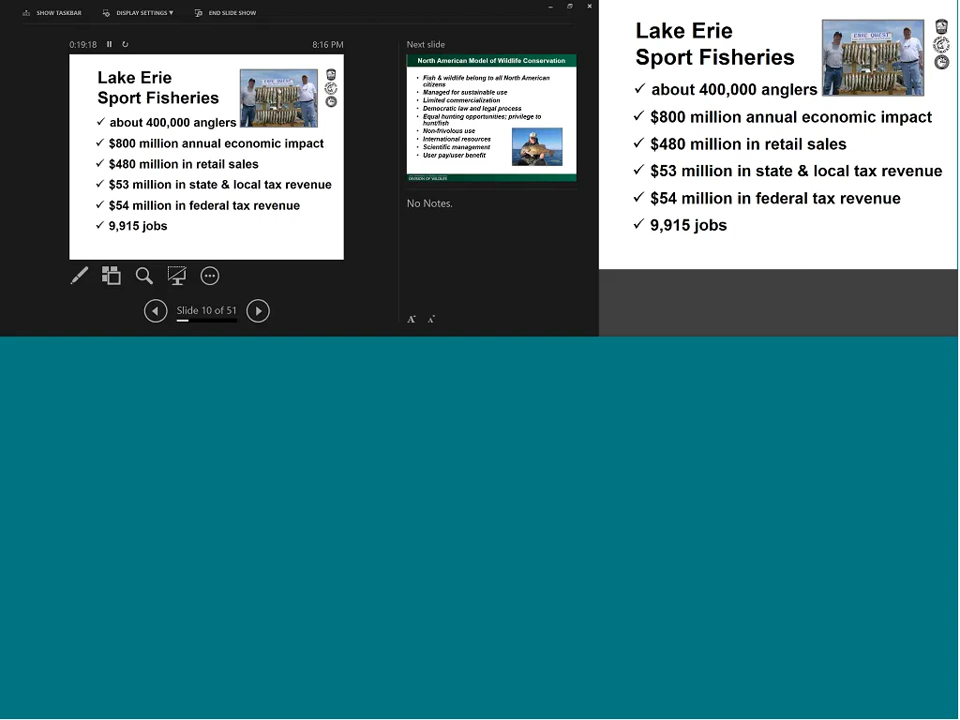 SHOW TASKBAR
DISPLAY SETTINGS ▼
END SLIDE SHOW
0:19:18
8:16 PM
Lake Erie
Sport Fisheries
✓ about 400,000 anglers
✓ $800 million annual economic impact
✓ $480 million in retail sales
✓ $53 million in state & local tax revenue
✓ $54 million in federal tax revenue
✓ 9,915 jobs
Slide 10 of 51
Next slide
North American Model of Wildlife Conservation
• Fish & wildlife belong to all North American
citizens
• Managed for sustainable use
• Limited commercialization
• Democratic law and legal process
• Equal hunting opportunities; privilege to
hunt/fish
• Non-frivolous use
• International resources
• Scientific management
• User pay/user benefit
DIVISION OF WILDLIFE
No Notes.
A A
Lake Erie
Sport Fisheries
ERIE QUEST
✓ about 400,000 anglers
✓ $800 million annual economic impact
✓ $480 million in retail sales
✓ $53 million in state & local tax revenue
✓ $54 million in federal tax revenue
✓ 9,915 jobs